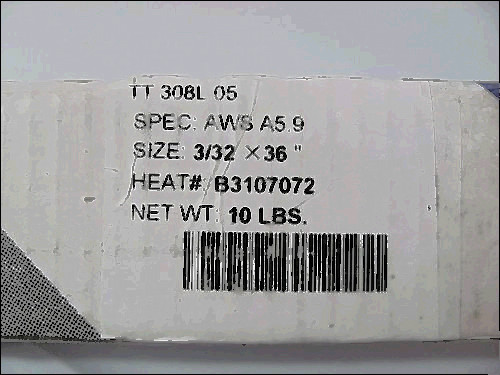 TT 308L 05
SPEC: AWS A5.9
SIZE: 3/32 × 36 "
HEAT#: B3107072
NET WT: 10 LBS.